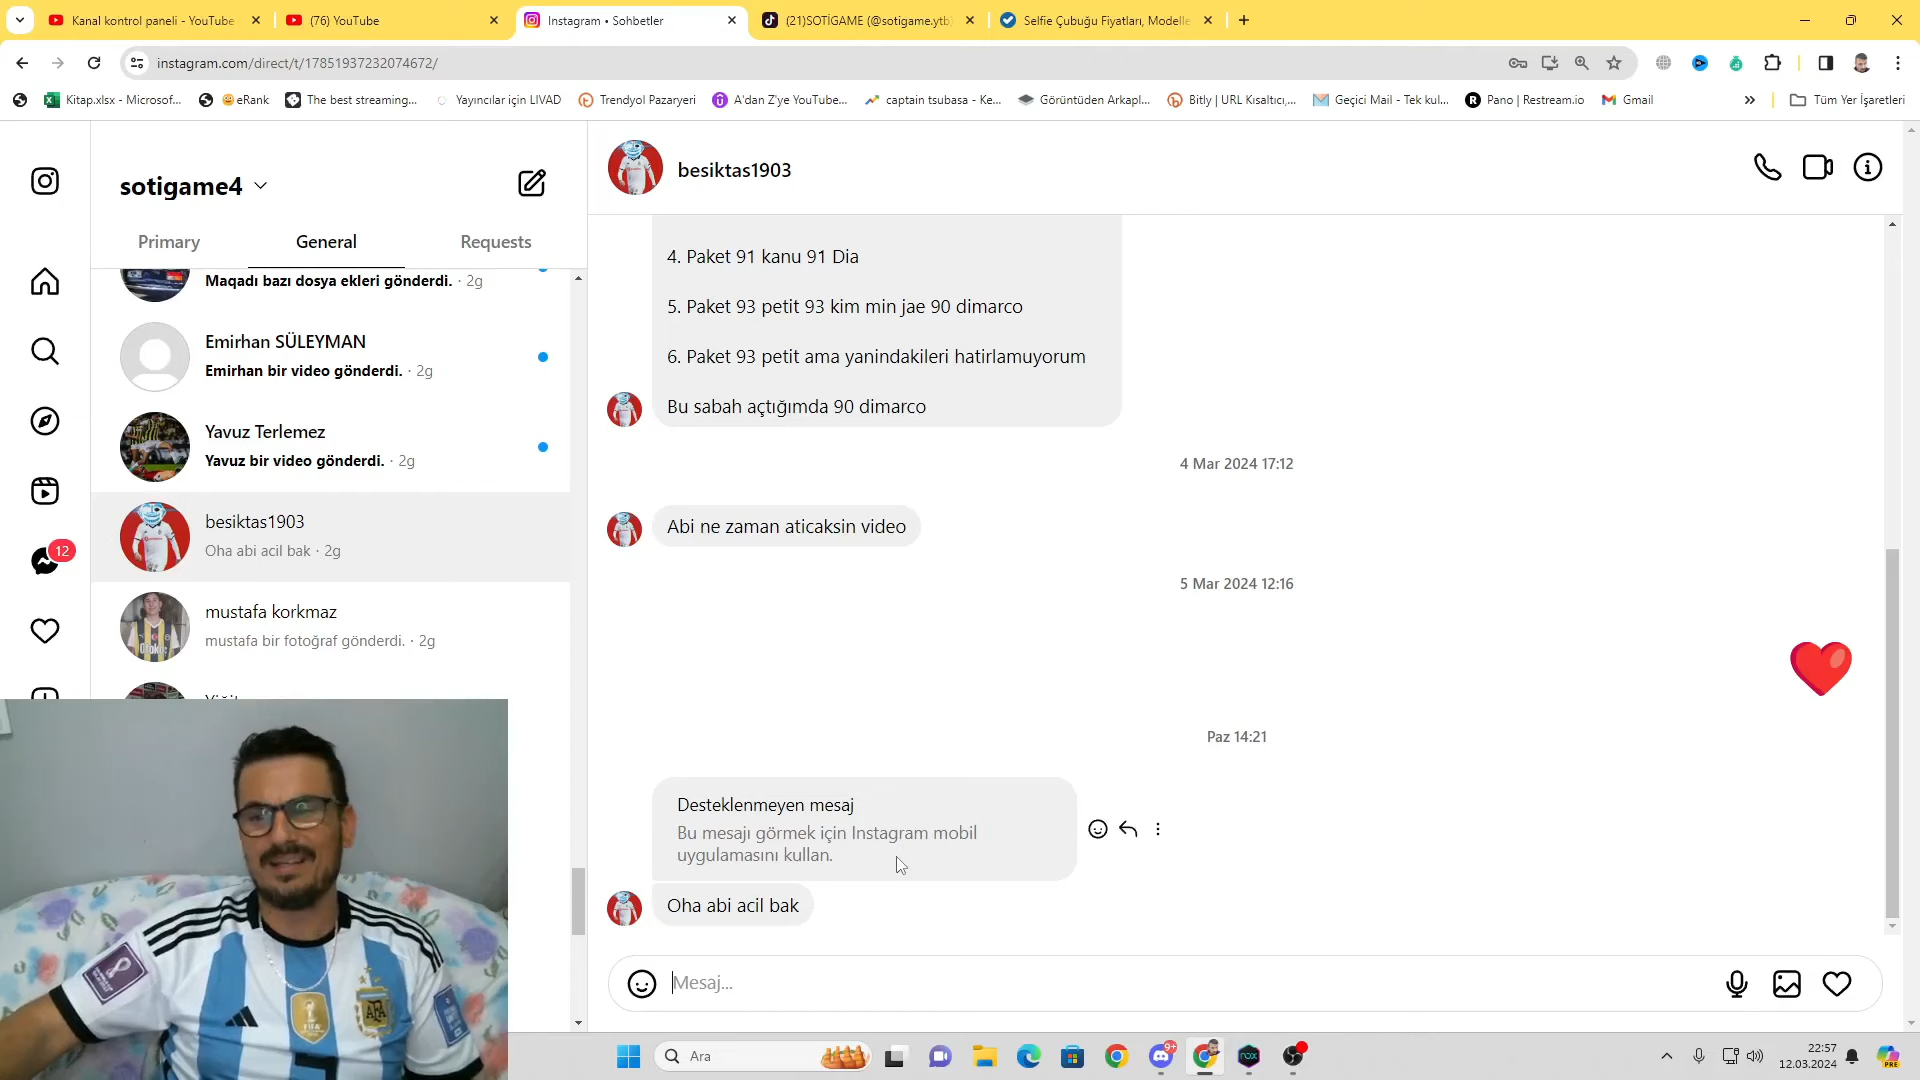 Kanal kontrol paneli - YouTube
(76) YouTube
Instagram • Sohbetler
(21)SOTİGAME (@sotigame.ytb)
Selfie Çubuğu Fiyatları, Modelle
instagram.com/direct/t/17851937232074672/
Kitap.xlsx - Microsof...
eRank
The best streaming...
Yayıncılar için LIVAD
Trendyol Pazaryeri
A'dan Z'ye YouTube...
captain tsubasa - Ke...
Görüntüden Arkapl...
Bitly | URL Kısaltıcı,...
Geçici Mail - Tek kul...
Pano | Restream.io
Gmail
Tüm Yer İşaretleri
sotigame4
Primary
General
Requests
Maqadı bazı dosya ekleri gönderdi. · 2g
Emirhan SÜLEYMAN
Emirhan bir video gönderdi. · 2g
Yavuz Terlemez
Yavuz bir video gönderdi. · 2g
besiktas1903
Oha abi acil bak · 2g
12
mustafa korkmaz
mustafa bir fotoğraf gönderdi. · 2g
besiktas1903
4. Paket 91 kanu 91 Dia
5. Paket 93 petit 93 kim min jae 90 dimarco
6. Paket 93 petit ama yanindakileri hatirlamuyorum
Bu sabah açtığımda 90 dimarco
4 Mar 2024 17:12
Abi ne zaman aticaksin video
5 Mar 2024 12:16
Paz 14:21
Desteklenmeyen mesaj
Bu mesajı görmek için Instagram mobil
uygulamasını kullan.
Oha abi acil bak
Mesaj...
AFA
Ara
9+
nox
22:57
12.03.2024
PRE